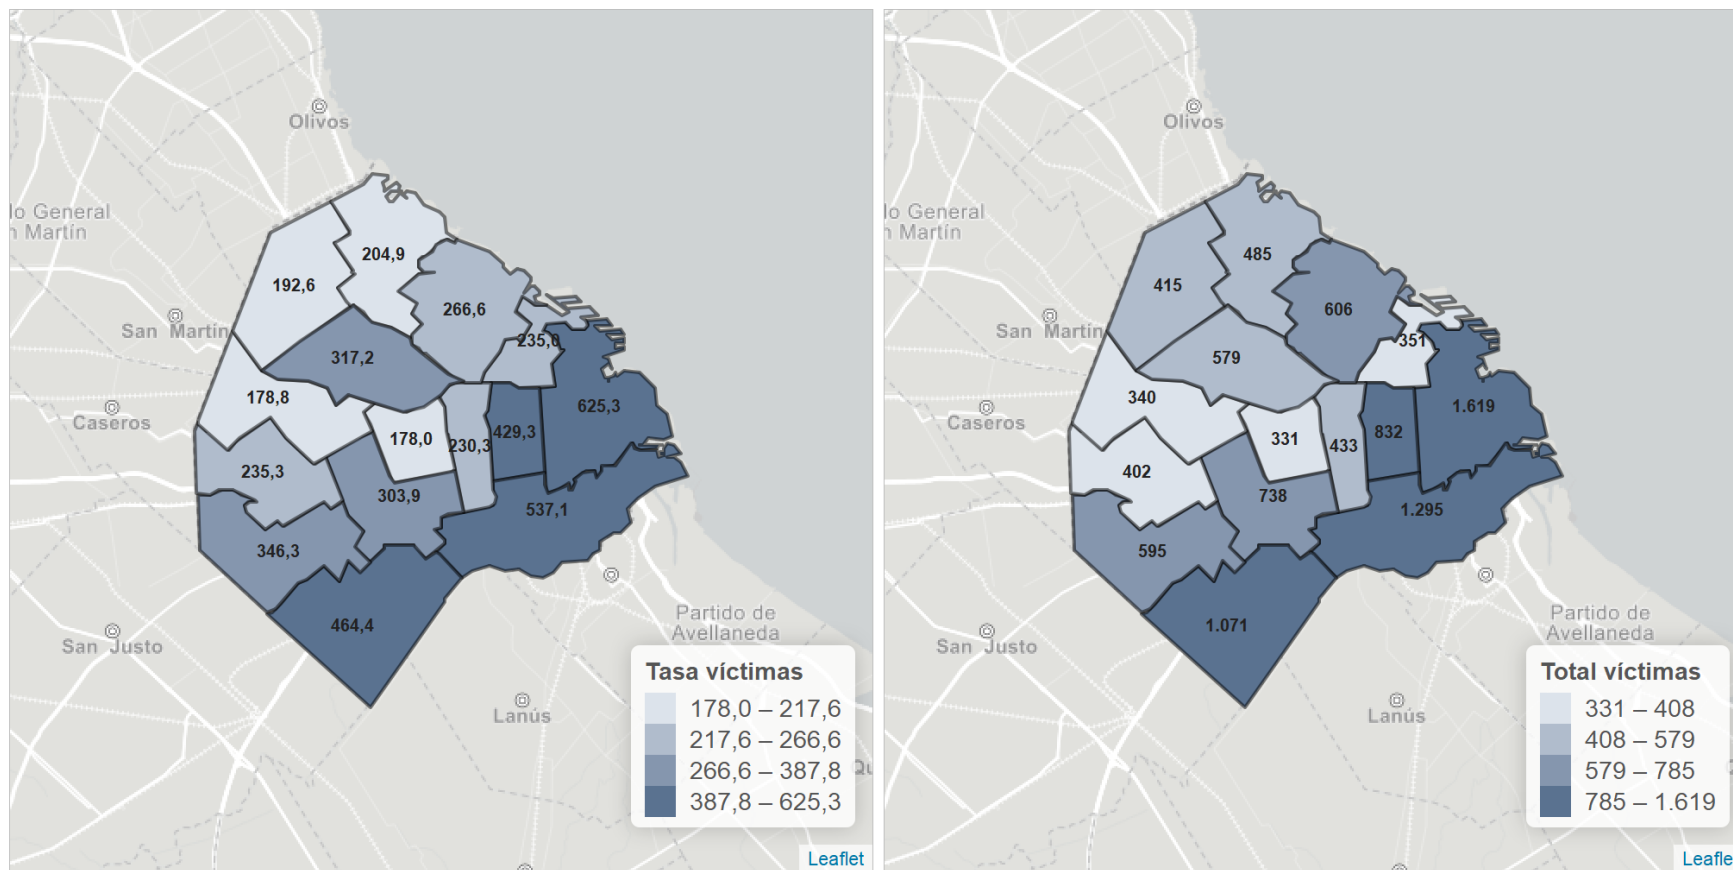 Olivos
lo General
n Martín
204,9
192,6
266,6
San Martín
235,0
317,2
178,8
625,3
Caseros
178,0
429,3
230,3
235,3
303,9
537,1
346,3
Partido de
Avellaneda
464,4
San Justo
Lanús
Qu
Tasa víctimas
178,0 – 217,6
217,6 – 266,6
266,6 – 387,8
387,8 – 625,3
Leaflet
Olivos
lo General
n Martín
485
415
606
San Martín
351
579
340
1.619
Caseros
331
832
433
402
738
1.295
595
Partido de
Avellaneda
1.071
San Justo
Lanús
Total víctimas
331 – 408
408 – 579
579 – 785
785 – 1.619
Leafle